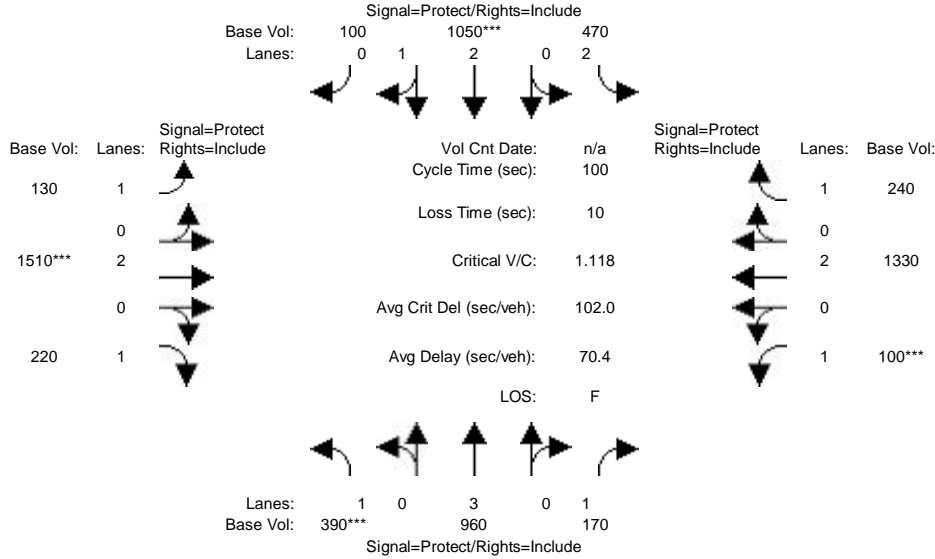 Signal=Protect/Rights=Include
Base Vol: 100 1050*** 470
Lanes: 0 1 2 0 2
Signal=Protect
Rights=Include
Signal=Protect
Rights=Include
Base Vol: Lanes: Vol Cnt Date: n/a Lanes: Base Vol:
Cycle Time (sec): 100
130 1 1 240
Loss Time (sec): 10
0 0
1510*** 2 Critical V/C: 1.118 2 1330
0 Avg Crit Del (sec/veh): 102.0 0
220 1 Avg Delay (sec/veh): 70.4 1 100***
LOS: F
Lanes: 1 0 3 0 1
Base Vol: 390*** 960 170
Signal=Protect/Rights=Include